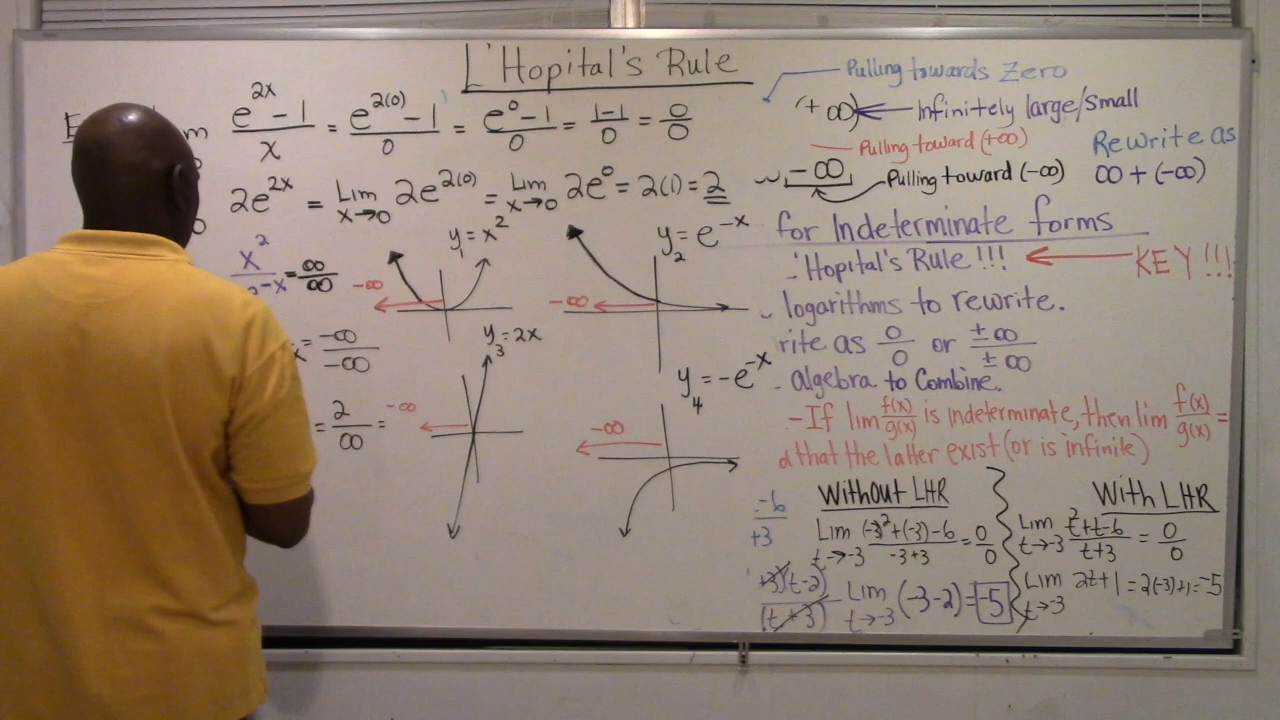 L'Hopital's Rule
e^{2x} - 1 / x = e^{2(0)} - 1 / 0 = e^0 - 1 / 0 = 1-1 / 0 = 0 / 0
2e^{2x} = Lim x→0 2e^{2(0)} = Lim x→0 2e^0 = 2(1) = 2
x^2 = ∞ / ∞
= -∞ / -∞
= 2 / ∞ =
y_1 = x^2
-∞
y_2 = e^{-x}
-∞
y_3 = 2x
-∞
y_4 = -e^{-x}
-∞
Pulling towards Zero
(+∞) Infinitely large/small
Pulling toward (+∞)
-∞ Pulling toward (-∞)
Rewrite as
∞ + (-∞)
for Indeterminate forms
'Hopital's Rule !!! KEY !!!
logarithms to rewrite.
rite as 0/0 or ±∞/±∞
- algebra to Combine.
- If lim f(x)/g(x) is indeterminate, then lim f(x)/g(x) =
d that the latter exist (or is infinite)
Without LHR
-6 / +3
Lim t→-3 (-3)^2+(-3)-6 / -3+3 = 0/0
+3)(t-2) / (t+3) Lim t→-3 (-3-2) = -5
With LHR
Lim t→-3 t^2+t-6 / t+3 = 0/0
Lim t→-3 2t+1 = 2(-3)+1 = -5